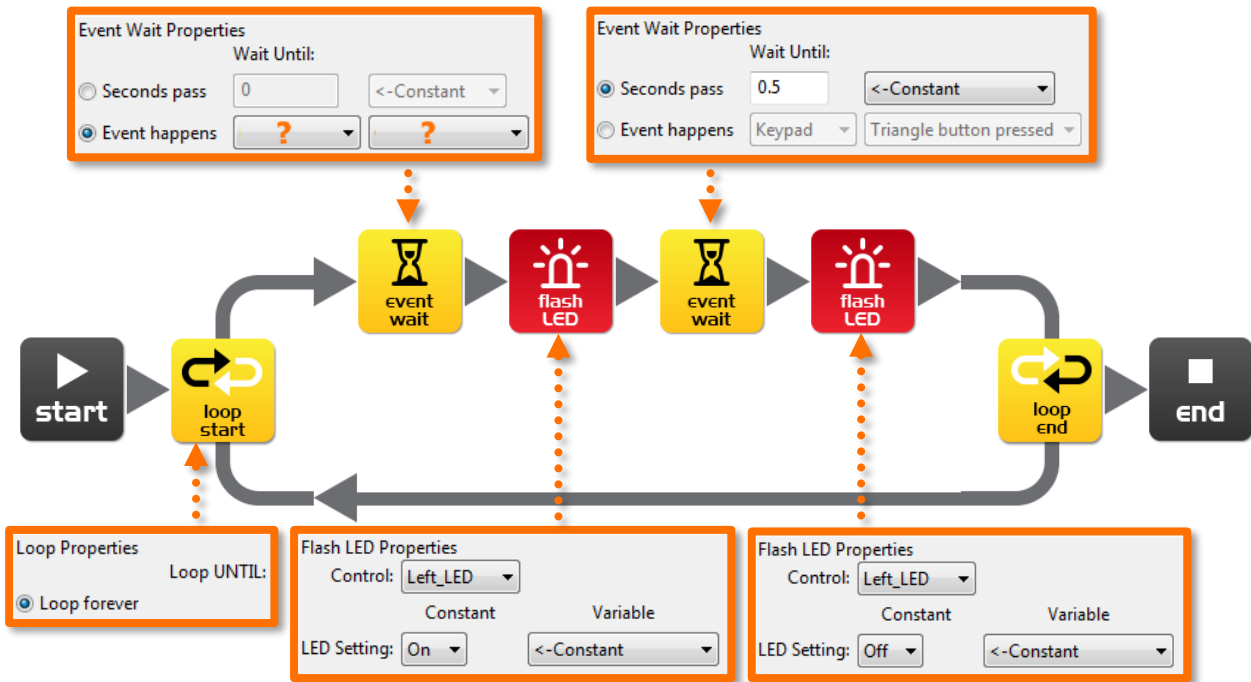 Event Wait Properties
Wait Until:
Seconds pass 0 <-Constant
Event happens ? ?
Event Wait Properties
Wait Until:
Seconds pass 0.5 <-Constant
Event happens Keypad Triangle button pressed
event
wait
flash
LED
event
wait
flash
LED
start
loop
start
loop
end
end
Loop Properties
Loop UNTIL:
Loop forever
Flash LED Properties
Control: Left_LED
Constant Variable
LED Setting: On <-Constant
Flash LED Properties
Control: Left_LED
Constant Variable
LED Setting: Off <-Constant